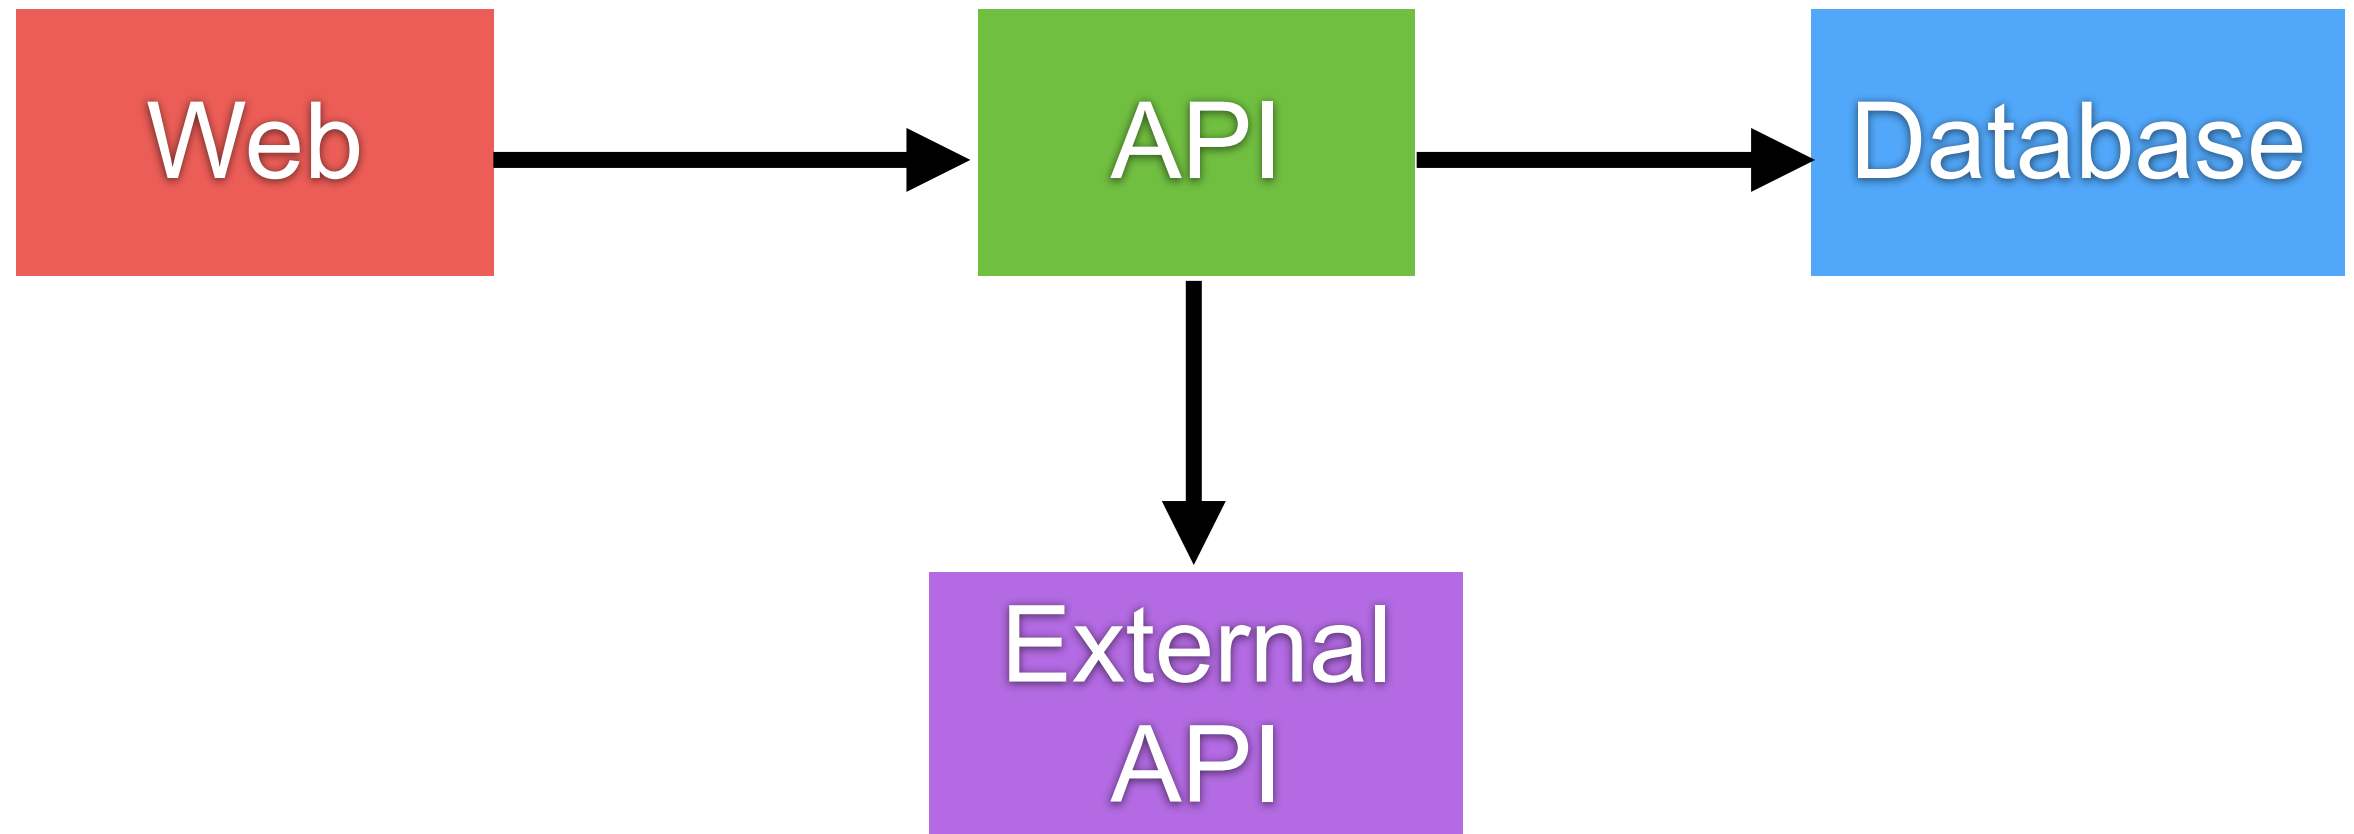 Web
API
Database
External
API